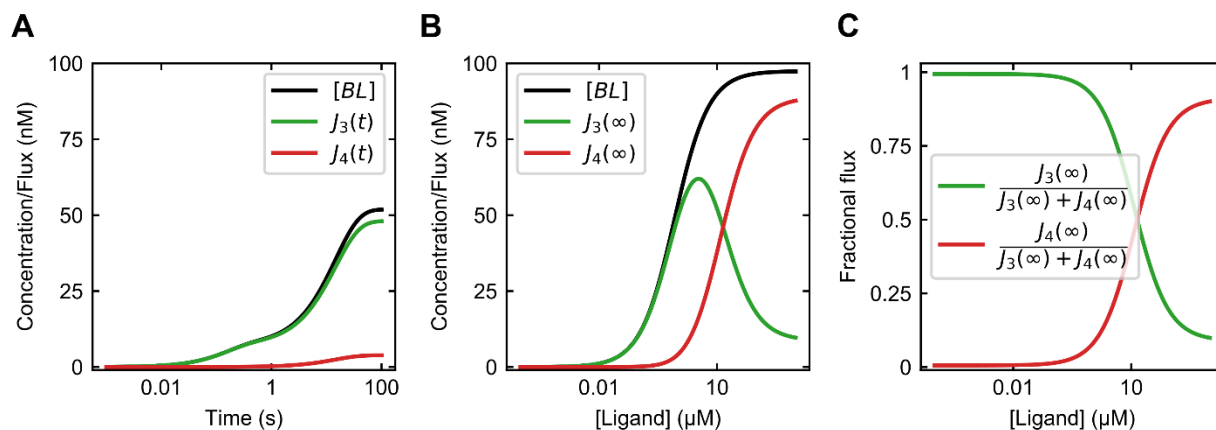 A
Concentration/Flux (nM)
100
75
50
25
0
[BL]
J₃(t)
J₄(t)
0.01
1
100
Time (s)
B
Concentration/Flux (nM)
100
75
50
25
0
[BL]
J₃(∞)
J₄(∞)
0.01
10
[Ligand] (μM)
C
Fractional flux
1
0.75
0.5
0.25
0
J₃(∞)
J₃(∞) + J₄(∞)
J₄(∞)
J₃(∞) + J₄(∞)
0.01
10
[Ligand] (μM)